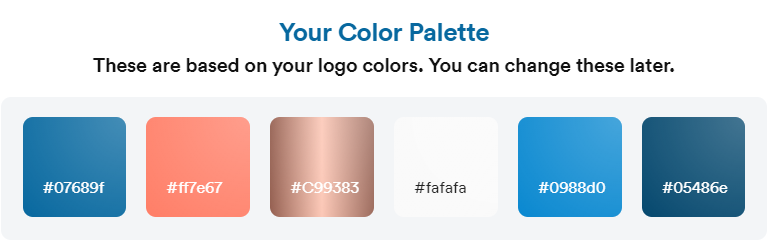 Your Color Palette
These are based on your logo colors. You can change these later.
#07689f #ff7e67 #C99383 #fafafa #0988d0 #05486e